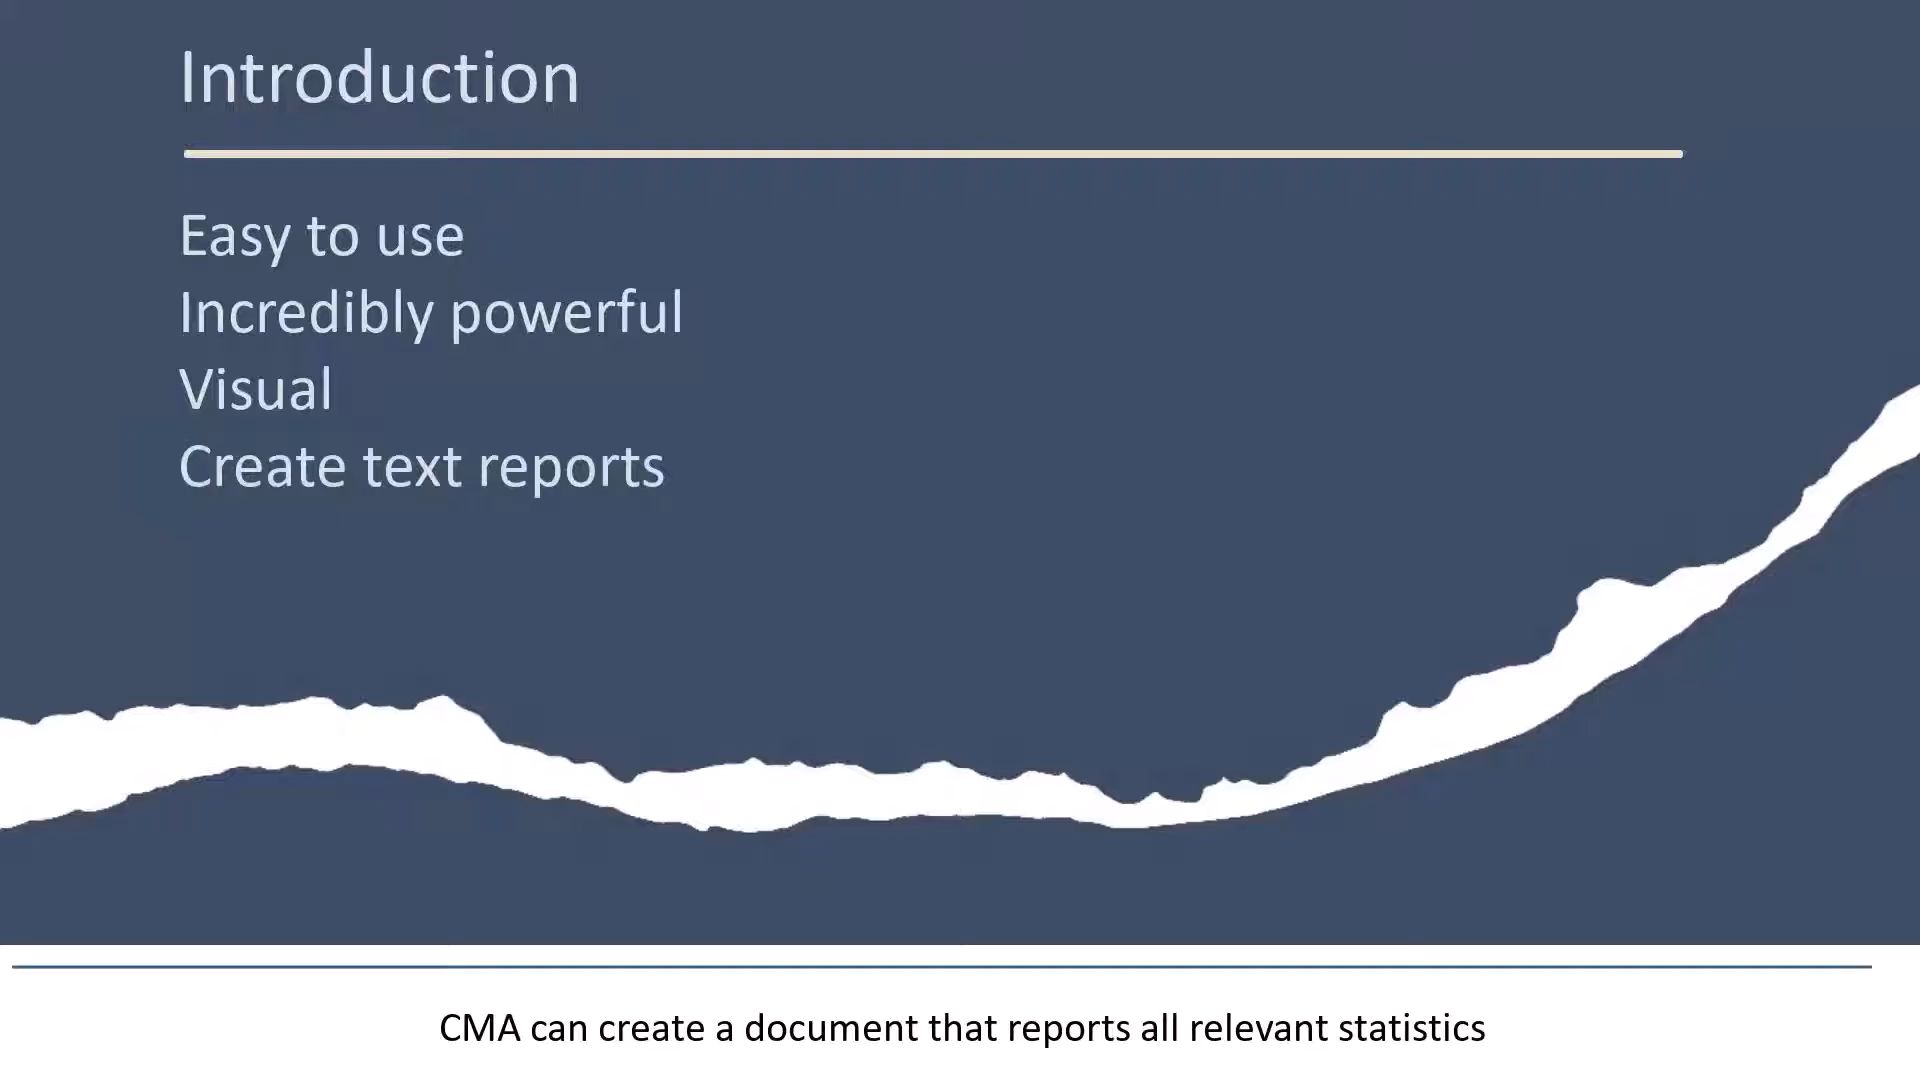 Introduction
Easy to use
Incredibly powerful
Visual
Create text reports
CMA can create a document that reports all relevant statistics